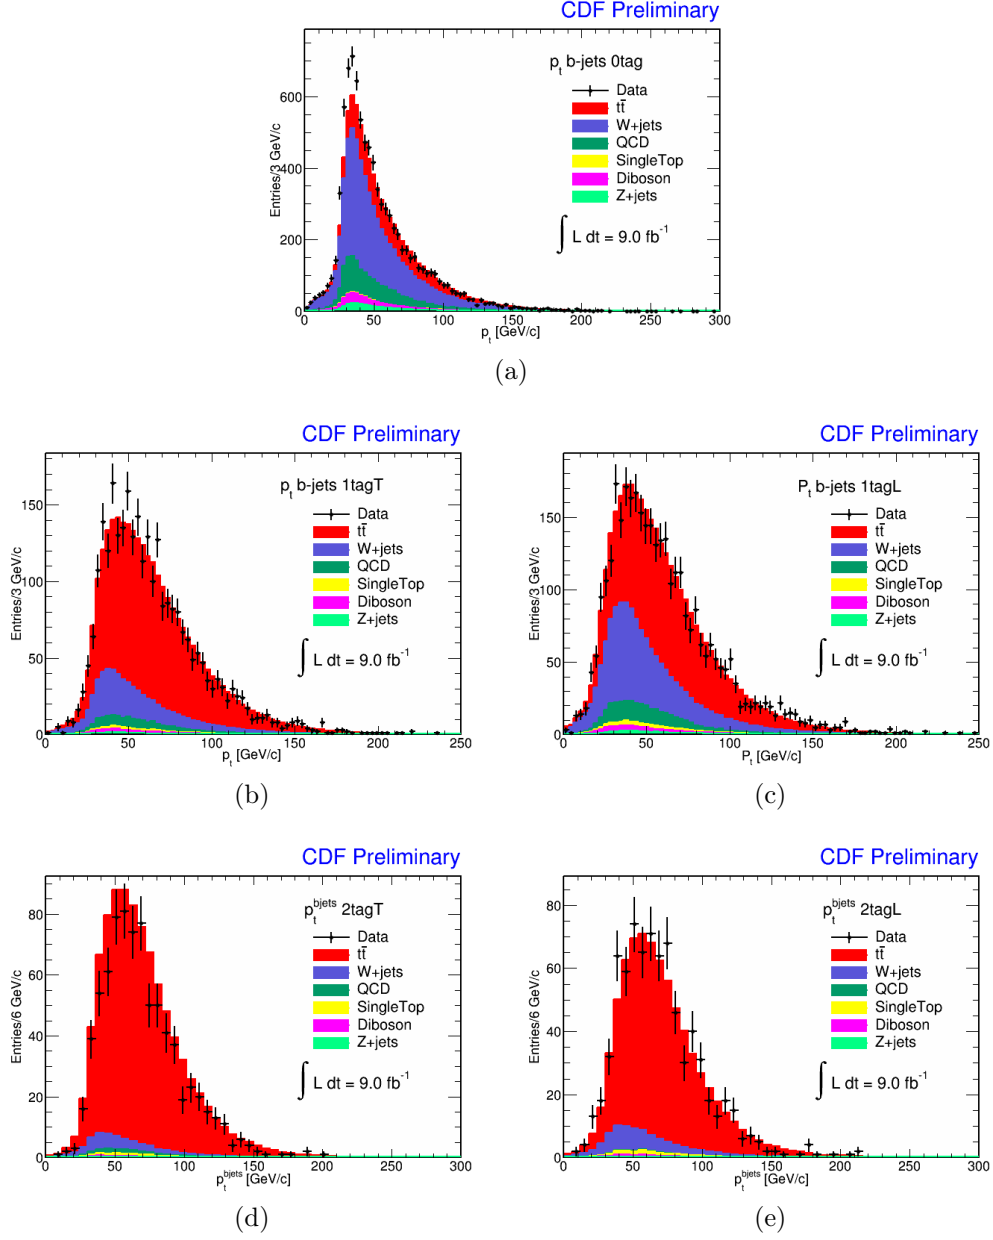 CDF Preliminary
p_t b-jets 0tag
Data
tt̄
W+jets
QCD
SingleTop
Diboson
Z+jets
∫ L dt = 9.0 fb⁻¹
Entries/3 GeV/c
600
400
200
0
0 50 100 150 200 250 300
p_t [GeV/c]
(a)
CDF Preliminary
p_t b-jets 1tagT
Data
tt̄
W+jets
QCD
SingleTop
Diboson
Z+jets
∫ L dt = 9.0 fb⁻¹
Entries/3 GeV/c
150
100
50
0
0 50 100 150 200 250
p_t [GeV/c]
(b)
CDF Preliminary
P_t b-jets 1tagL
Data
tt̄
W+jets
QCD
SingleTop
Diboson
Z+jets
∫ L dt = 9.0 fb⁻¹
Entries/3 GeV/c
150
100
50
0
0 50 100 150 200 248
P_t [GeV/c]
(c)
CDF Preliminary
p_t^bjets 2tagT
Data
tt̄
W+jets
QCD
SingleTop
Diboson
Z+jets
∫ L dt = 9.0 fb⁻¹
Entries/6 GeV/c
80
60
40
20
0
0 50 100 150 200 250 300
p_t^bjets [GeV/c]
(d)
CDF Preliminary
p_t^bjets 2tagL
Data
tt̄
W+jets
QCD
SingleTop
Diboson
Z+jets
∫ L dt = 9.0 fb⁻¹
Entries/6 GeV/c
80
60
40
20
0
0 50 100 150 200 250 300
p_t^bjets [GeV/c]
(e)